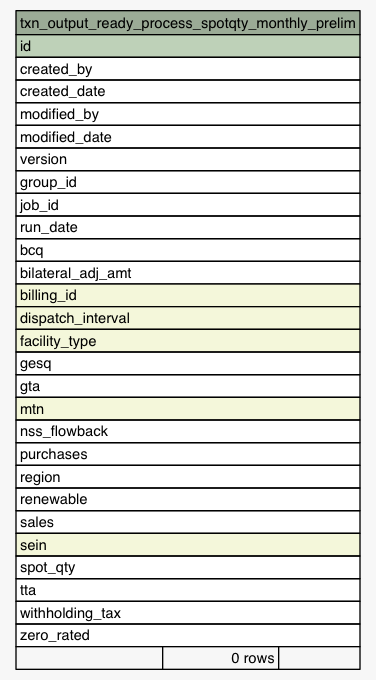 txn_output_ready_process_spotqty_monthly_prelim
id
created_by
created_date
modified_by
modified_date
version
group_id
job_id
run_date
bcq
bilateral_adj_amt
billing_id
dispatch_interval
facility_type
gesq
gta
mtn
nss_flowback
purchases
region
renewable
sales
sein
spot_qty
tta
withholding_tax
zero_rated
0 rows